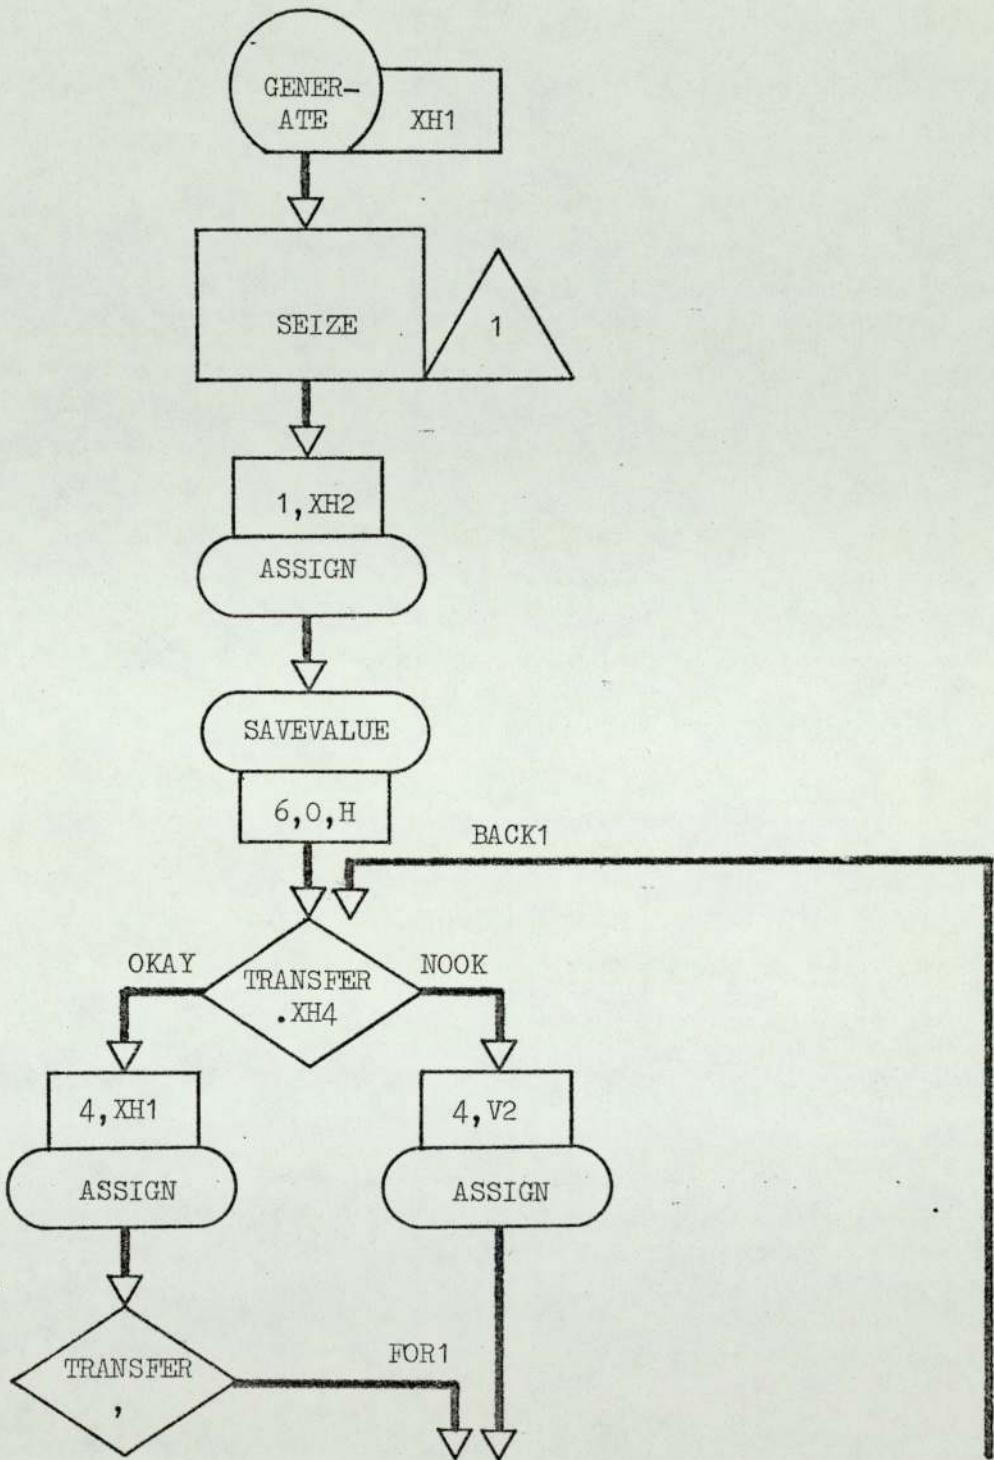 GENER-
ATE
XH1
SEIZE
1
1,XH2
ASSIGN
SAVEVALUE
6,0,H
BACK1
OKAY
TRANSFER
.XH4
NOOK
4,XH1
4,V2
ASSIGN
ASSIGN
TRANSFER
,
FOR1